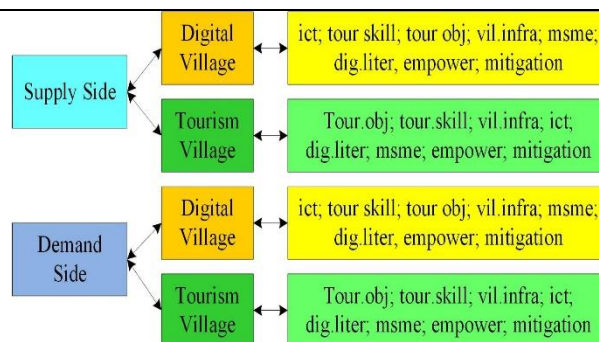 Supply Side
Digital
Village
ict; tour skill; tour obj; vil.infra; msme;
dig.liter, empower; mitigation
Tourism
Village
Tour.obj; tour.skill; vil.infra; ict;
dig.liter; msme; empower; mitigation
Demand
Side
Digital
Village
ict; tour skill; tour obj; vil.infra; msme;
dig.liter, empower; mitigation
Tourism
Village
Tour.obj; tour.skill; vil.infra; ict;
dig.liter; msme; empower; mitigation